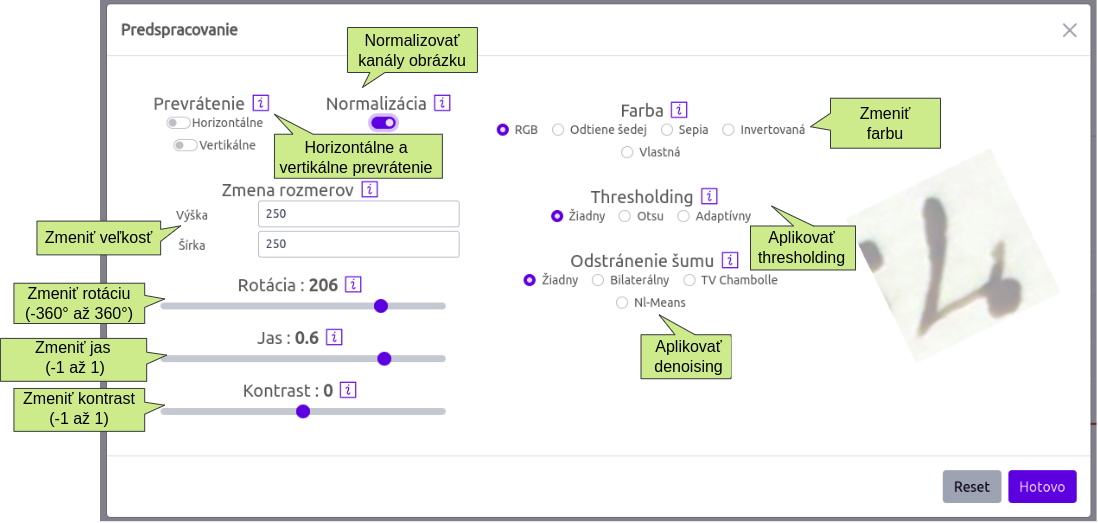 Predspracovanie
Normalizovať
kanály obrázku
Prevrátenie i
Horizontálne
Vertikálne
Normalizácia i
Horizontálne a
vertikálne prevrátenie
Zmena rozmerov i
Výška 250
Šírka 250
Zmeniť veľkosť
Rotácia : 206 i
Zmeniť rotáciu
(-360° až 360°)
Jas : 0.6 i
Zmeniť jas
(-1 až 1)
Kontrast : 0 i
Zmeniť kontrast
(-1 až 1)
Farba i
RGB Odtiene šedej Sepia Invertovaná
Vlastná
Zmeniť
farbu
Thresholding i
Žiadny Otsu Adaptívny
Aplikovať
thresholding
Odstránenie šumu i
Žiadny Bilaterálny TV Chambolle
Nl-Means
Aplikovať
denoising
Reset Hotovo